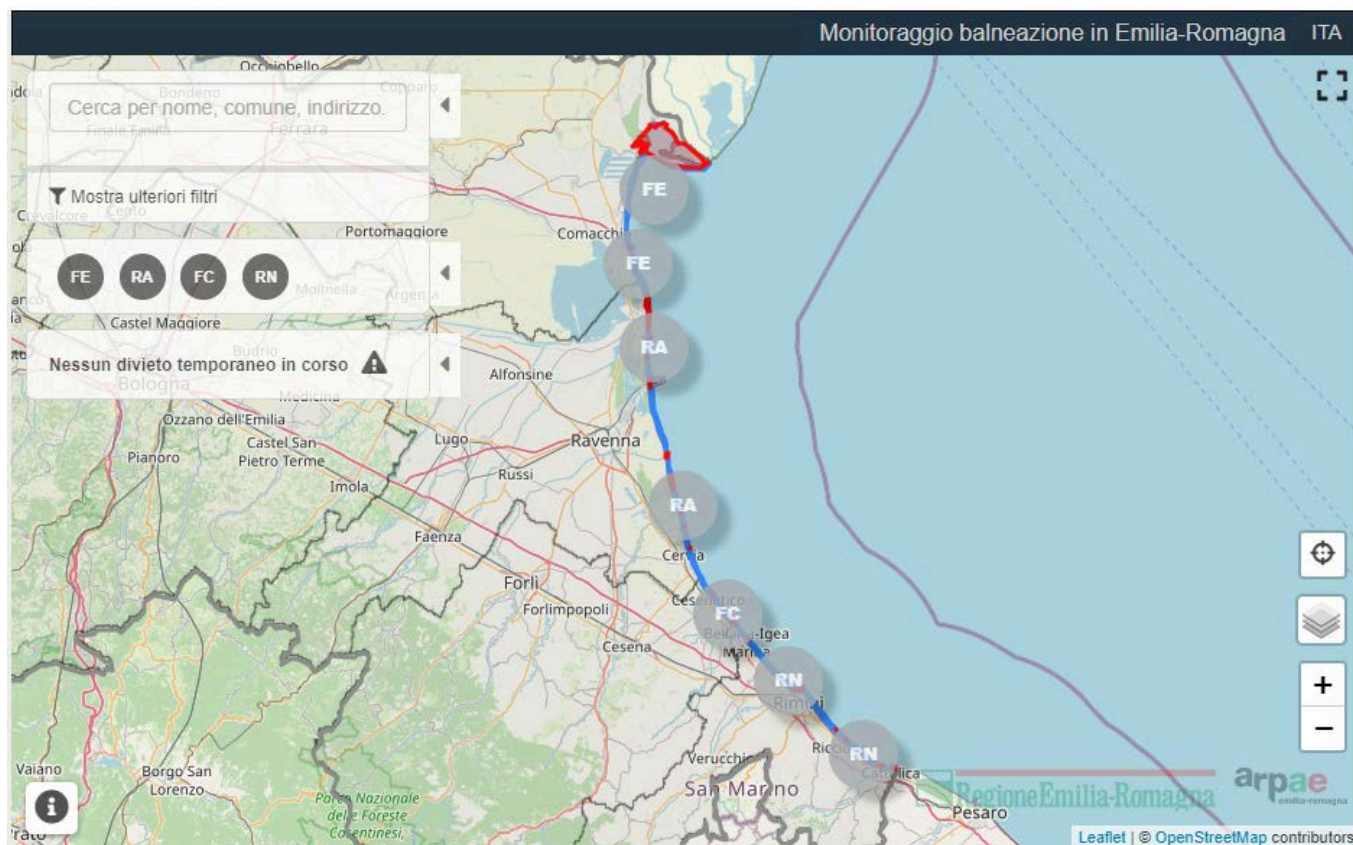 Monitoraggio balneazione in Emilia-Romagna ITA
Occhiobello
Copparo
Bondeno
Cerca per nome, comune, indirizzo.
Finale Emilia
Ferrara
Mostra ulteriori filtri
FE
Crevalcore
Cento
Portomaggiore
Comacchi
FE
FE RA FC RN
Molinella
Argenta
Castel Maggiore
RA
Nessun divieto temporaneo in corso
Budrio
Bologna
Alfonsine
Medicina
Ozzano dell'Emilia
Castel San
Pietro Terme
Lugo
Ravenna
Pianoro
Russi
Imola
RA
Faenza
Cervia
Forlì
Cesenatico
Forlimpopoli
FC
Bellaria-Igea
Marina
Cesena
RN
Rimini
RN
Riccione
Verucchio
Cattolica
Vaiano
Borgo San
Lorenzo
San Marino
RegioneEmilia-Romagna
arpae
emilia-romagna
Parco Nazionale
delle Foreste
Casentinesi,
Pesaro
Prato
+
−
Leaflet | © OpenStreetMap contributors